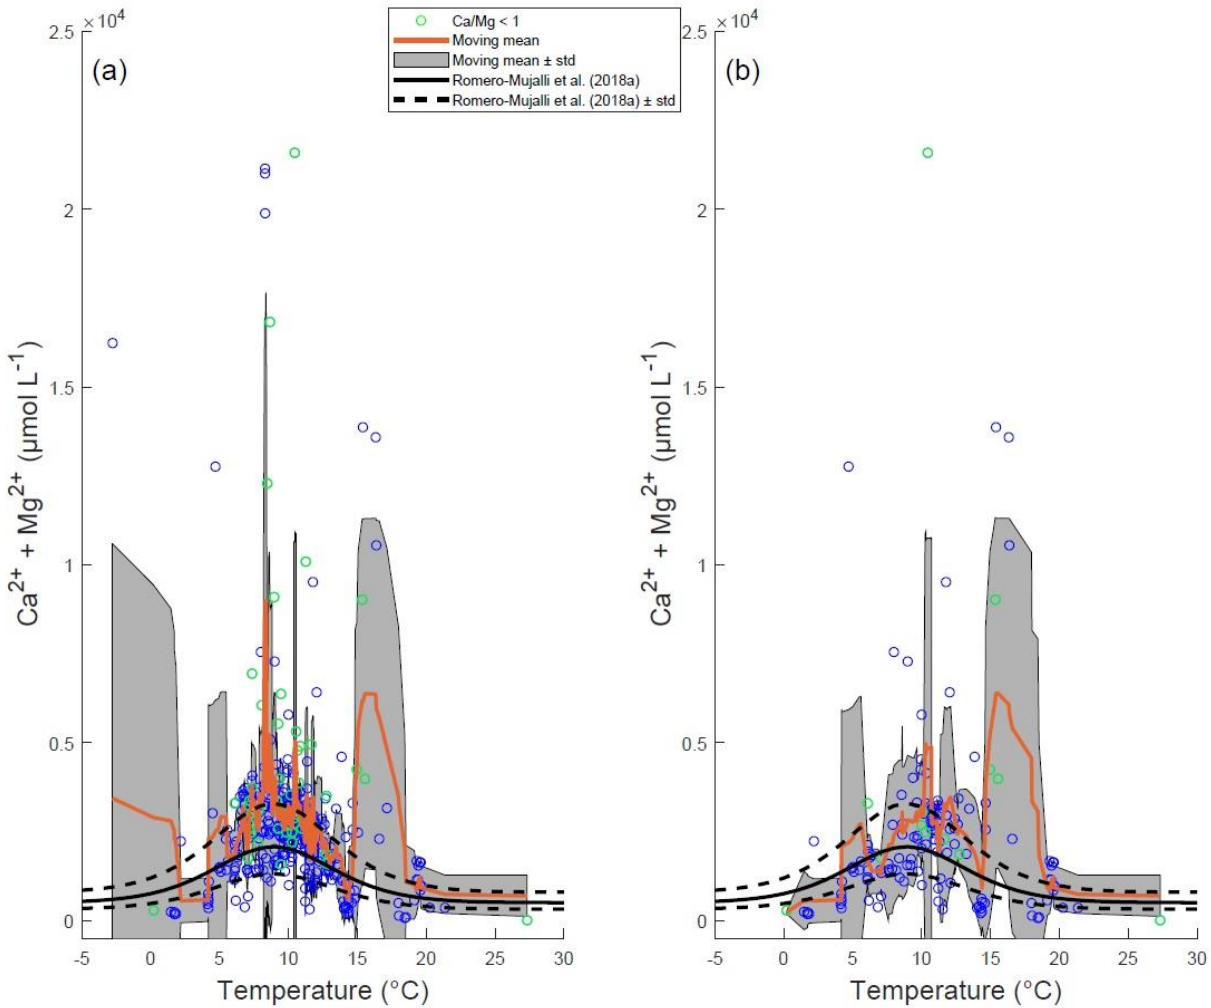 ×10⁴
2.5
2
1.5
1
0.5
0
-5 0 5 10 15 20 25 30
(a)
Ca²⁺ + Mg²⁺ (µmol L⁻¹)
Temperature (°C)
Ca/Mg < 1
Moving mean
Moving mean ± std
Romero-Mujalli et al. (2018a)
Romero-Mujalli et al. (2018a) ± std
×10⁴
2.5
2
1.5
1
0.5
0
-5 0 5 10 15 20 25 30
(b)
Ca²⁺ + Mg²⁺ (µmol L⁻¹)
Temperature (°C)